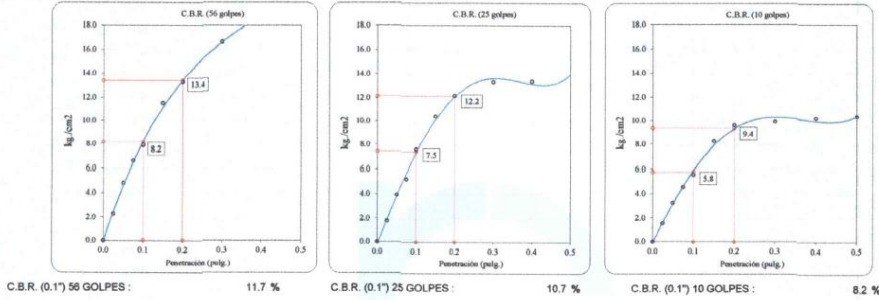 C.B.R. (56 golpes)
18.0
16.0
14.0
12.0
10.0
8.0
6.0
4.0
2.0
0.0
kg./cm2
13.4
8.2
0.0 0.1 0.2 0.3 0.4 0.5
Penetración (pulg.)
C.B.R. (0.1") 56 GOLPES : 11.7 %
C.B.R. (25 golpes)
18.0
16.0
14.0
12.0
10.0
8.0
6.0
4.0
2.0
0.0
kg./cm2
12.2
7.5
0.0 0.1 0.2 0.3 0.4 0.5
Penetración (pulg.)
C.B.R. (0.1") 25 GOLPES : 10.7 %
C.B.R. (10 golpes)
18.0
16.0
14.0
12.0
10.0
8.0
6.0
4.0
2.0
0.0
kg./cm2
9.4
5.8
0.0 0.1 0.2 0.3 0.4 0.5
Penetración (pulg.)
C.B.R. (0.1") 10 GOLPES : 8.2 %